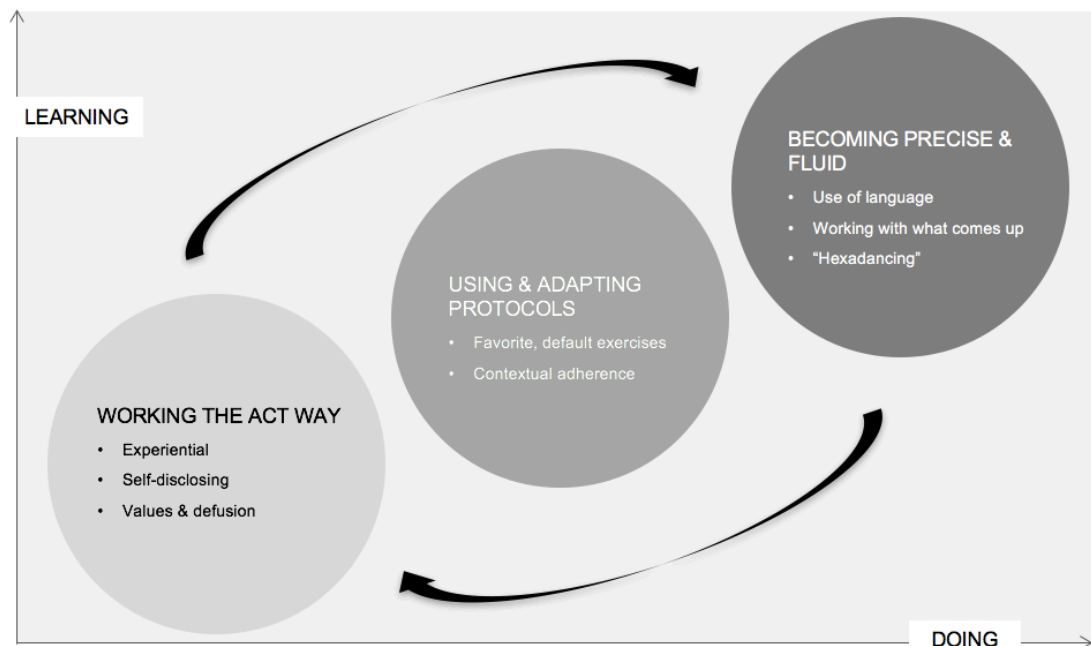 LEARNING
BECOMING PRECISE &
FLUID
• Use of language
• Working with what comes up
• “Hexadancing”
USING & ADAPTING
PROTOCOLS
• Favorite, default exercises
• Contextual adherence
WORKING THE ACT WAY
• Experiential
• Self-disclosing
• Values & defusion
DOING